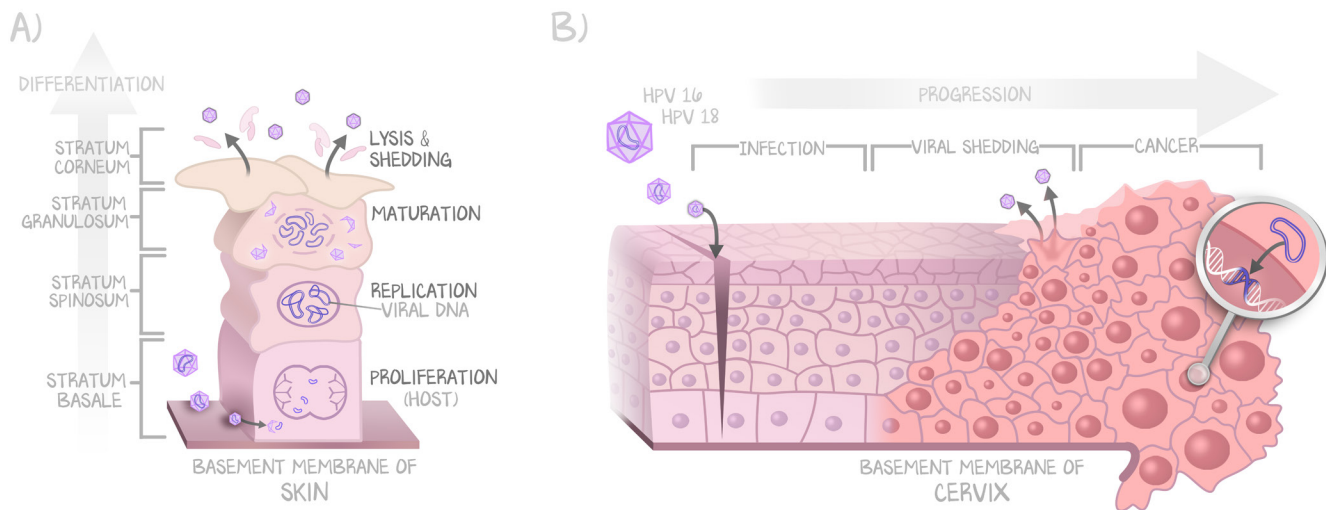 A)
DIFFERENTIATION
STRATUM
CORNEUM
STRATUM
GRANULOSUM
STRATUM
SPINOSUM
STRATUM
BASALE
LYSIS &
SHEDDING
MATURATION
REPLICATION
VIRAL DNA
PROLIFERATION
(HOST)
BASEMENT MEMBRANE OF
SKIN
B)
HPV 16
HPV 18
PROGRESSION
INFECTION
VIRAL SHEDDING
CANCER
BASEMENT MEMBRANE OF
CERVIX